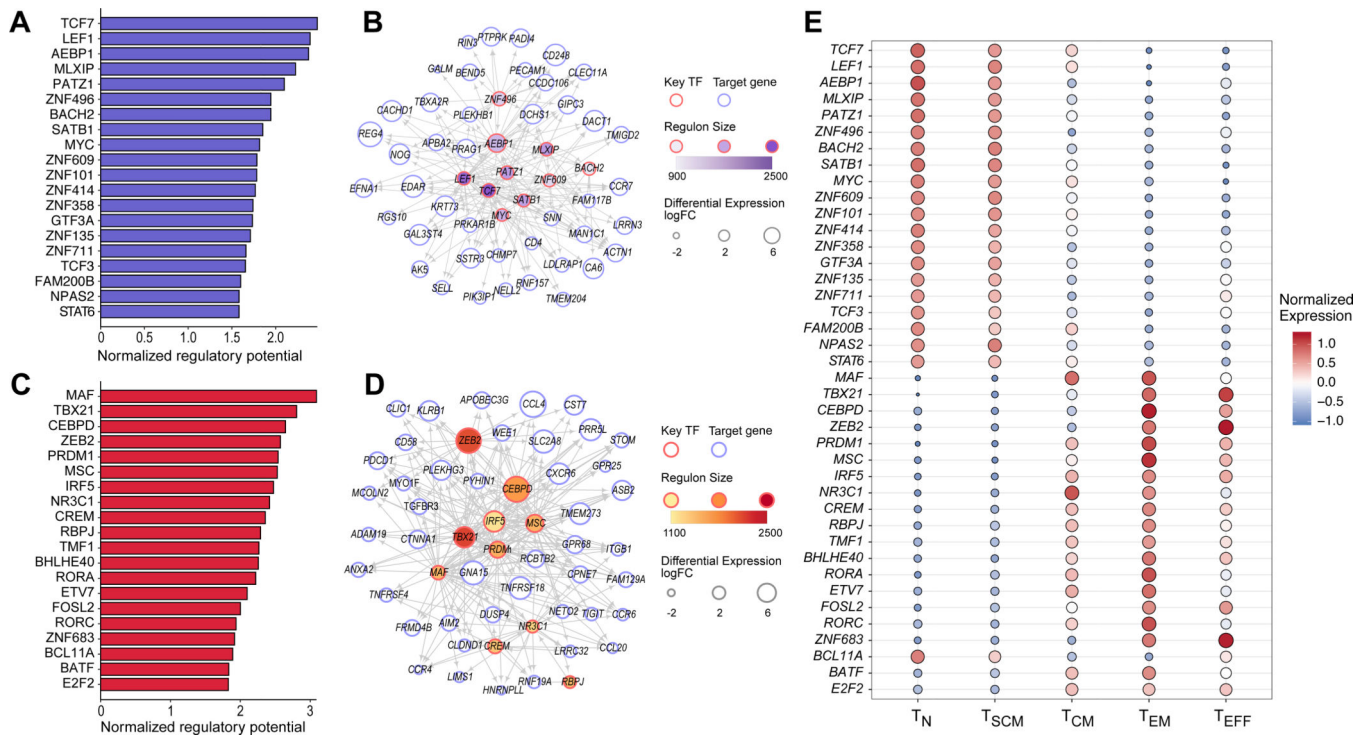 A
TCF7
LEF1
AEBP1
MLXIP
PATZ1
ZNF496
BACH2
SATB1
MYC
ZNF609
ZNF101
ZNF414
ZNF358
GTF3A
ZNF135
ZNF711
TCF3
FAM200B
NPAS2
STAT6
0 0.5 1.0 1.5 2.0
Normalized regulatory potential
B
RIN3 PTPRK PADI4
GALM BEND5 PECAM1 CD248 CLEC11A
CCDC106
CACHD1 TBXA2R ZNF496 GIPC3
PLEKHB1 DCHS1 DACT1
REG4 APBA2 AEBP1 TMIGD2
NOG PRAG1 MLXIP
PATZ1 BACH2
LEF1 ZNF609
EFNA1 EDAR TCF7 CCR7
SATB1 FAM117B
RGS10 KRT73 MYC SNN LRRN3
GAL3ST4 PRKAR1B MAN1C1
CD4 ACTN1
SSTR3 CHMP7 LDLRAP1
AK5 CA6
SELL NELL2 RNF157
PIK3IP1 TMEM204
Key TF Target gene
Regulon Size
900 2500
Differential Expression
logFC
-2 2 6
C
MAF
TBX21
CEBPD
ZEB2
PRDM1
MSC
IRF5
NR3C1
CREM
RBPJ
TMF1
BHLHE40
RORA
ETV7
FOSL2
RORC
ZNF683
BCL11A
BATF
E2F2
0 1 2 3
Normalized regulatory potential
D
CLIC1 KLRB1 APOBEC3G CCL4 CST7
CD58 ZEB2 WEE1 SLC2A8 PRR5L STOM
PDCD1 PLEKHG3 CXCR6 GPR25
MCOLN2 MYO1F PYHIN1 CEBPD ASB2
TGFBR3 TMEM273
ADAM19 IRF5 MSC
CTNNA1 TBX21 GPR68 ITGB1
PRDM1 RCBTB2
ANXA2 MAF GNA15 CPNE7 FAM129A
TNFRSF4 TNFRSF18
DUSP4 NETO2 TIGIT CCR6
FRMD4B AIM2 NR3C1
CLDND1 CREM LRRC32 CCL20
CCR4 LIMS1 RNF19A RBPJ
HNRNPLL
Key TF Target gene
Regulon Size
1100 2500
Differential Expression
logFC
-2 2 6
E
TCF7
LEF1
AEBP1
MLXIP
PATZ1
ZNF496
BACH2
SATB1
MYC
ZNF609
ZNF101
ZNF414
ZNF358
GTF3A
ZNF135
ZNF711
TCF3
FAM200B
NPAS2
STAT6
MAF
TBX21
CEBPD
ZEB2
PRDM1
MSC
IRF5
NR3C1
CREM
RBPJ
TMF1
BHLHE40
RORA
ETV7
FOSL2
RORC
ZNF683
BCL11A
BATF
E2F2
TN TSCM TCM TEM TEFF
Normalized
Expression
1.0
0.5
0.0
−0.5
−1.0